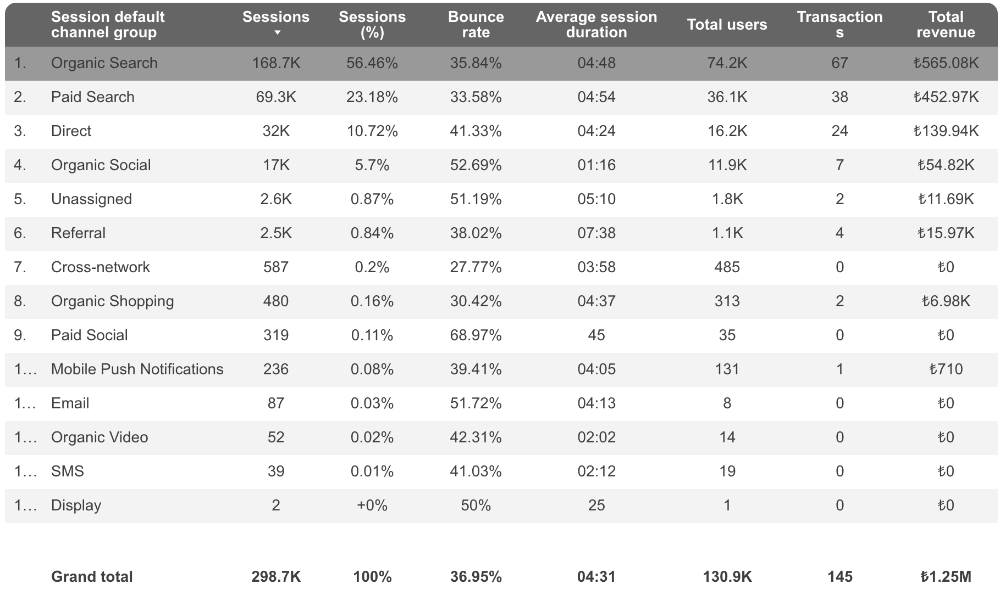 Session default channel group Sessions Sessions (%) Bounce rate Average session duration Total users Transactions Total revenue
1. Organic Search 168.7K 56.46% 35.84% 04:48 74.2K 67 ₺565.08K
2. Paid Search 69.3K 23.18% 33.58% 04:54 36.1K 38 ₺452.97K
3. Direct 32K 10.72% 41.33% 04:24 16.2K 24 ₺139.94K
4. Organic Social 17K 5.7% 52.69% 01:16 11.9K 7 ₺54.82K
5. Unassigned 2.6K 0.87% 51.19% 05:10 1.8K 2 ₺11.69K
6. Referral 2.5K 0.84% 38.02% 07:38 1.1K 4 ₺15.97K
7. Cross-network 587 0.2% 27.77% 03:58 485 0 ₺0
8. Organic Shopping 480 0.16% 30.42% 04:37 313 2 ₺6.98K
9. Paid Social 319 0.11% 68.97% 45 35 0 ₺0
1… Mobile Push Notifications 236 0.08% 39.41% 04:05 131 1 ₺710
1… Email 87 0.03% 51.72% 04:13 8 0 ₺0
1… Organic Video 52 0.02% 42.31% 02:02 14 0 ₺0
1… SMS 39 0.01% 41.03% 02:12 19 0 ₺0
1… Display 2 +0% 50% 25 1 0 ₺0
Grand total 298.7K 100% 36.95% 04:31 130.9K 145 ₺1.25M